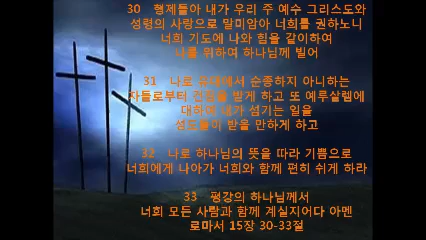 30 형제들아 내가 우리 주 예수 그리스도와
성령의 사랑으로 말미암아 너희를 권하노니
너희 기도에 나와 힘을 같이하여
나를 위하여 하나님께 빌어
31 나로 유대에서 순종하지 아니하는
자들로부터 건짐을 받게 하고 또 예루살렘에
대하여 내가 섬기는 일을
성도들이 받을 만하게 하고
32 나로 하나님의 뜻을 따라 기쁨으로
너희에게 나아가 너희와 함께 편히 쉬게 하라
33 평강의 하나님께서
너희 모든 사람과 함께 계실지어다 아멘
로마서 15장 30-33절